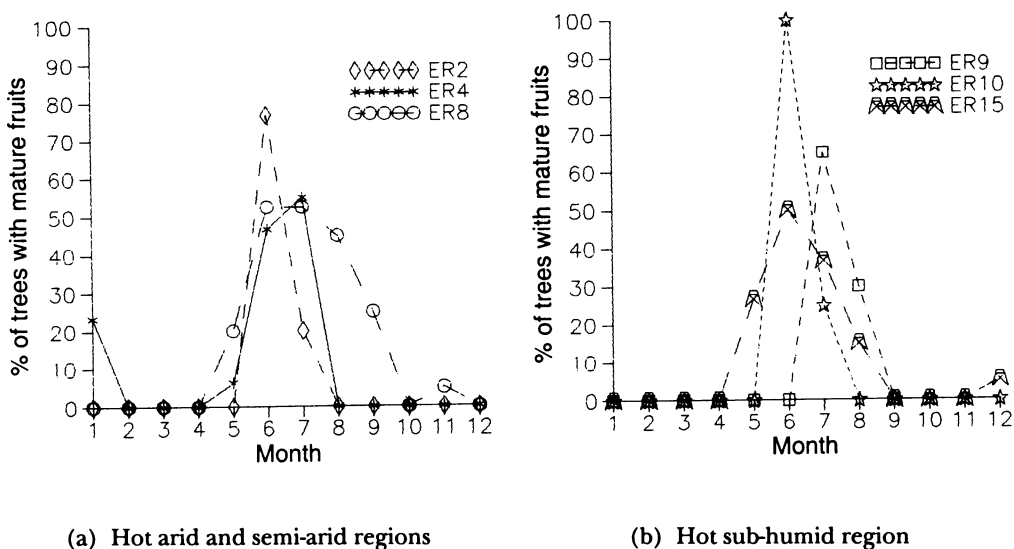 % of trees with mature fruits
100
90
80
70
60
50
40
30
20
10
0
1 2 3 4 5 6 7 8 9 10 11 12
Month
ER2
ER4
ER8
(a) Hot arid and semi-arid regions
% of trees with mature fruits
100
90
80
70
60
50
40
30
20
10
0
1 2 3 4 5 6 7 8 9 10 11 12
Month
ER9
ER10
ER15
(b) Hot sub-humid region